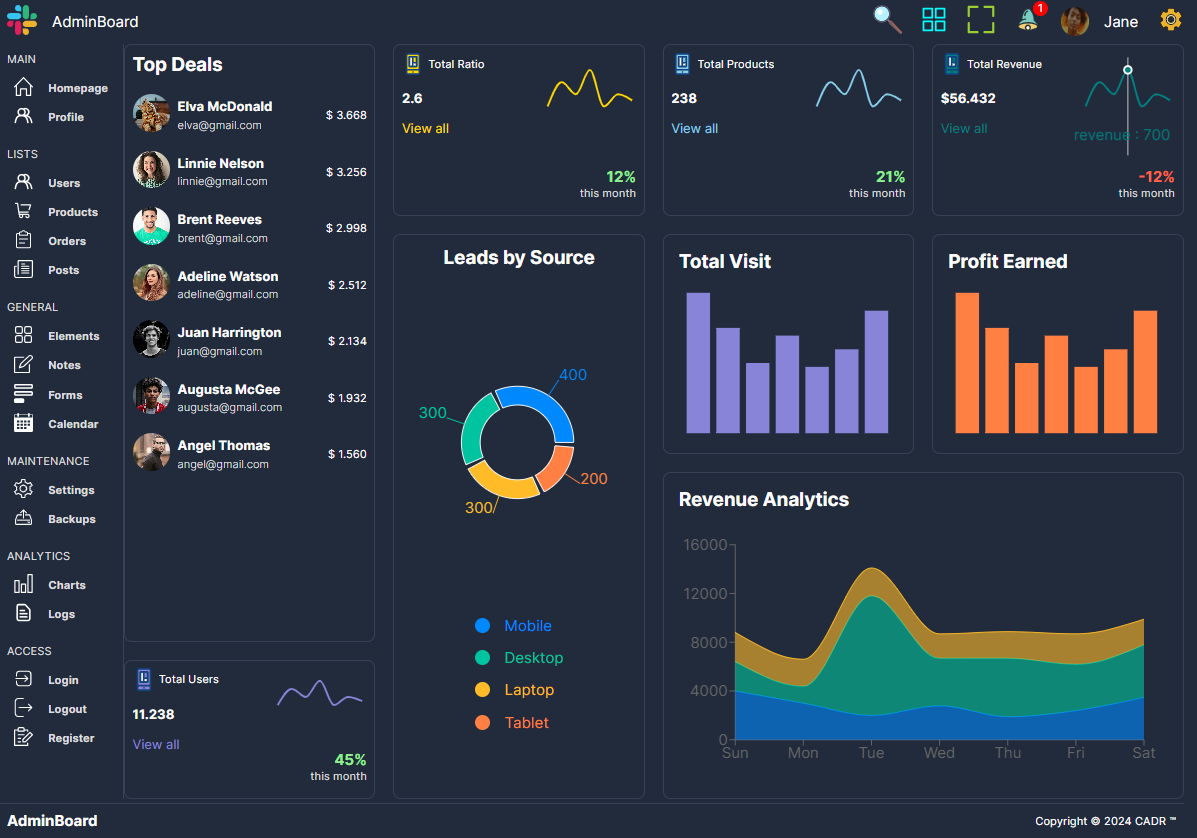 AdminBoard
1
Jane
MAIN
Homepage
Profile
LISTS
Users
Products
Orders
Posts
GENERAL
Elements
Notes
Forms
Calendar
MAINTENANCE
Settings
Backups
ANALYTICS
Charts
Logs
ACCESS
Login
Logout
Register
Top Deals
Elva McDonald
elva@gmail.com
$ 3.668
Linnie Nelson
linnie@gmail.com
$ 3.256
Brent Reeves
brent@gmail.com
$ 2.998
Adeline Watson
adeline@gmail.com
$ 2.512
Juan Harrington
juan@gmail.com
$ 2.134
Augusta McGee
augusta@gmail.com
$ 1.932
Angel Thomas
angel@gmail.com
$ 1.560
Total Users
11.238
View all
45%
this month
Total Ratio
2.6
View all
12%
this month
Total Products
238
View all
21%
this month
Total Revenue
$56.432
View all
revenue : 700
-12%
this month
Leads by Source
400
300
200
300
Mobile
Desktop
Laptop
Tablet
Total Visit
Profit Earned
Revenue Analytics
16000
12000
8000
4000
0
Sun Mon Tue Wed Thu Fri Sat
AdminBoard
Copyright © 2024 CADR ™